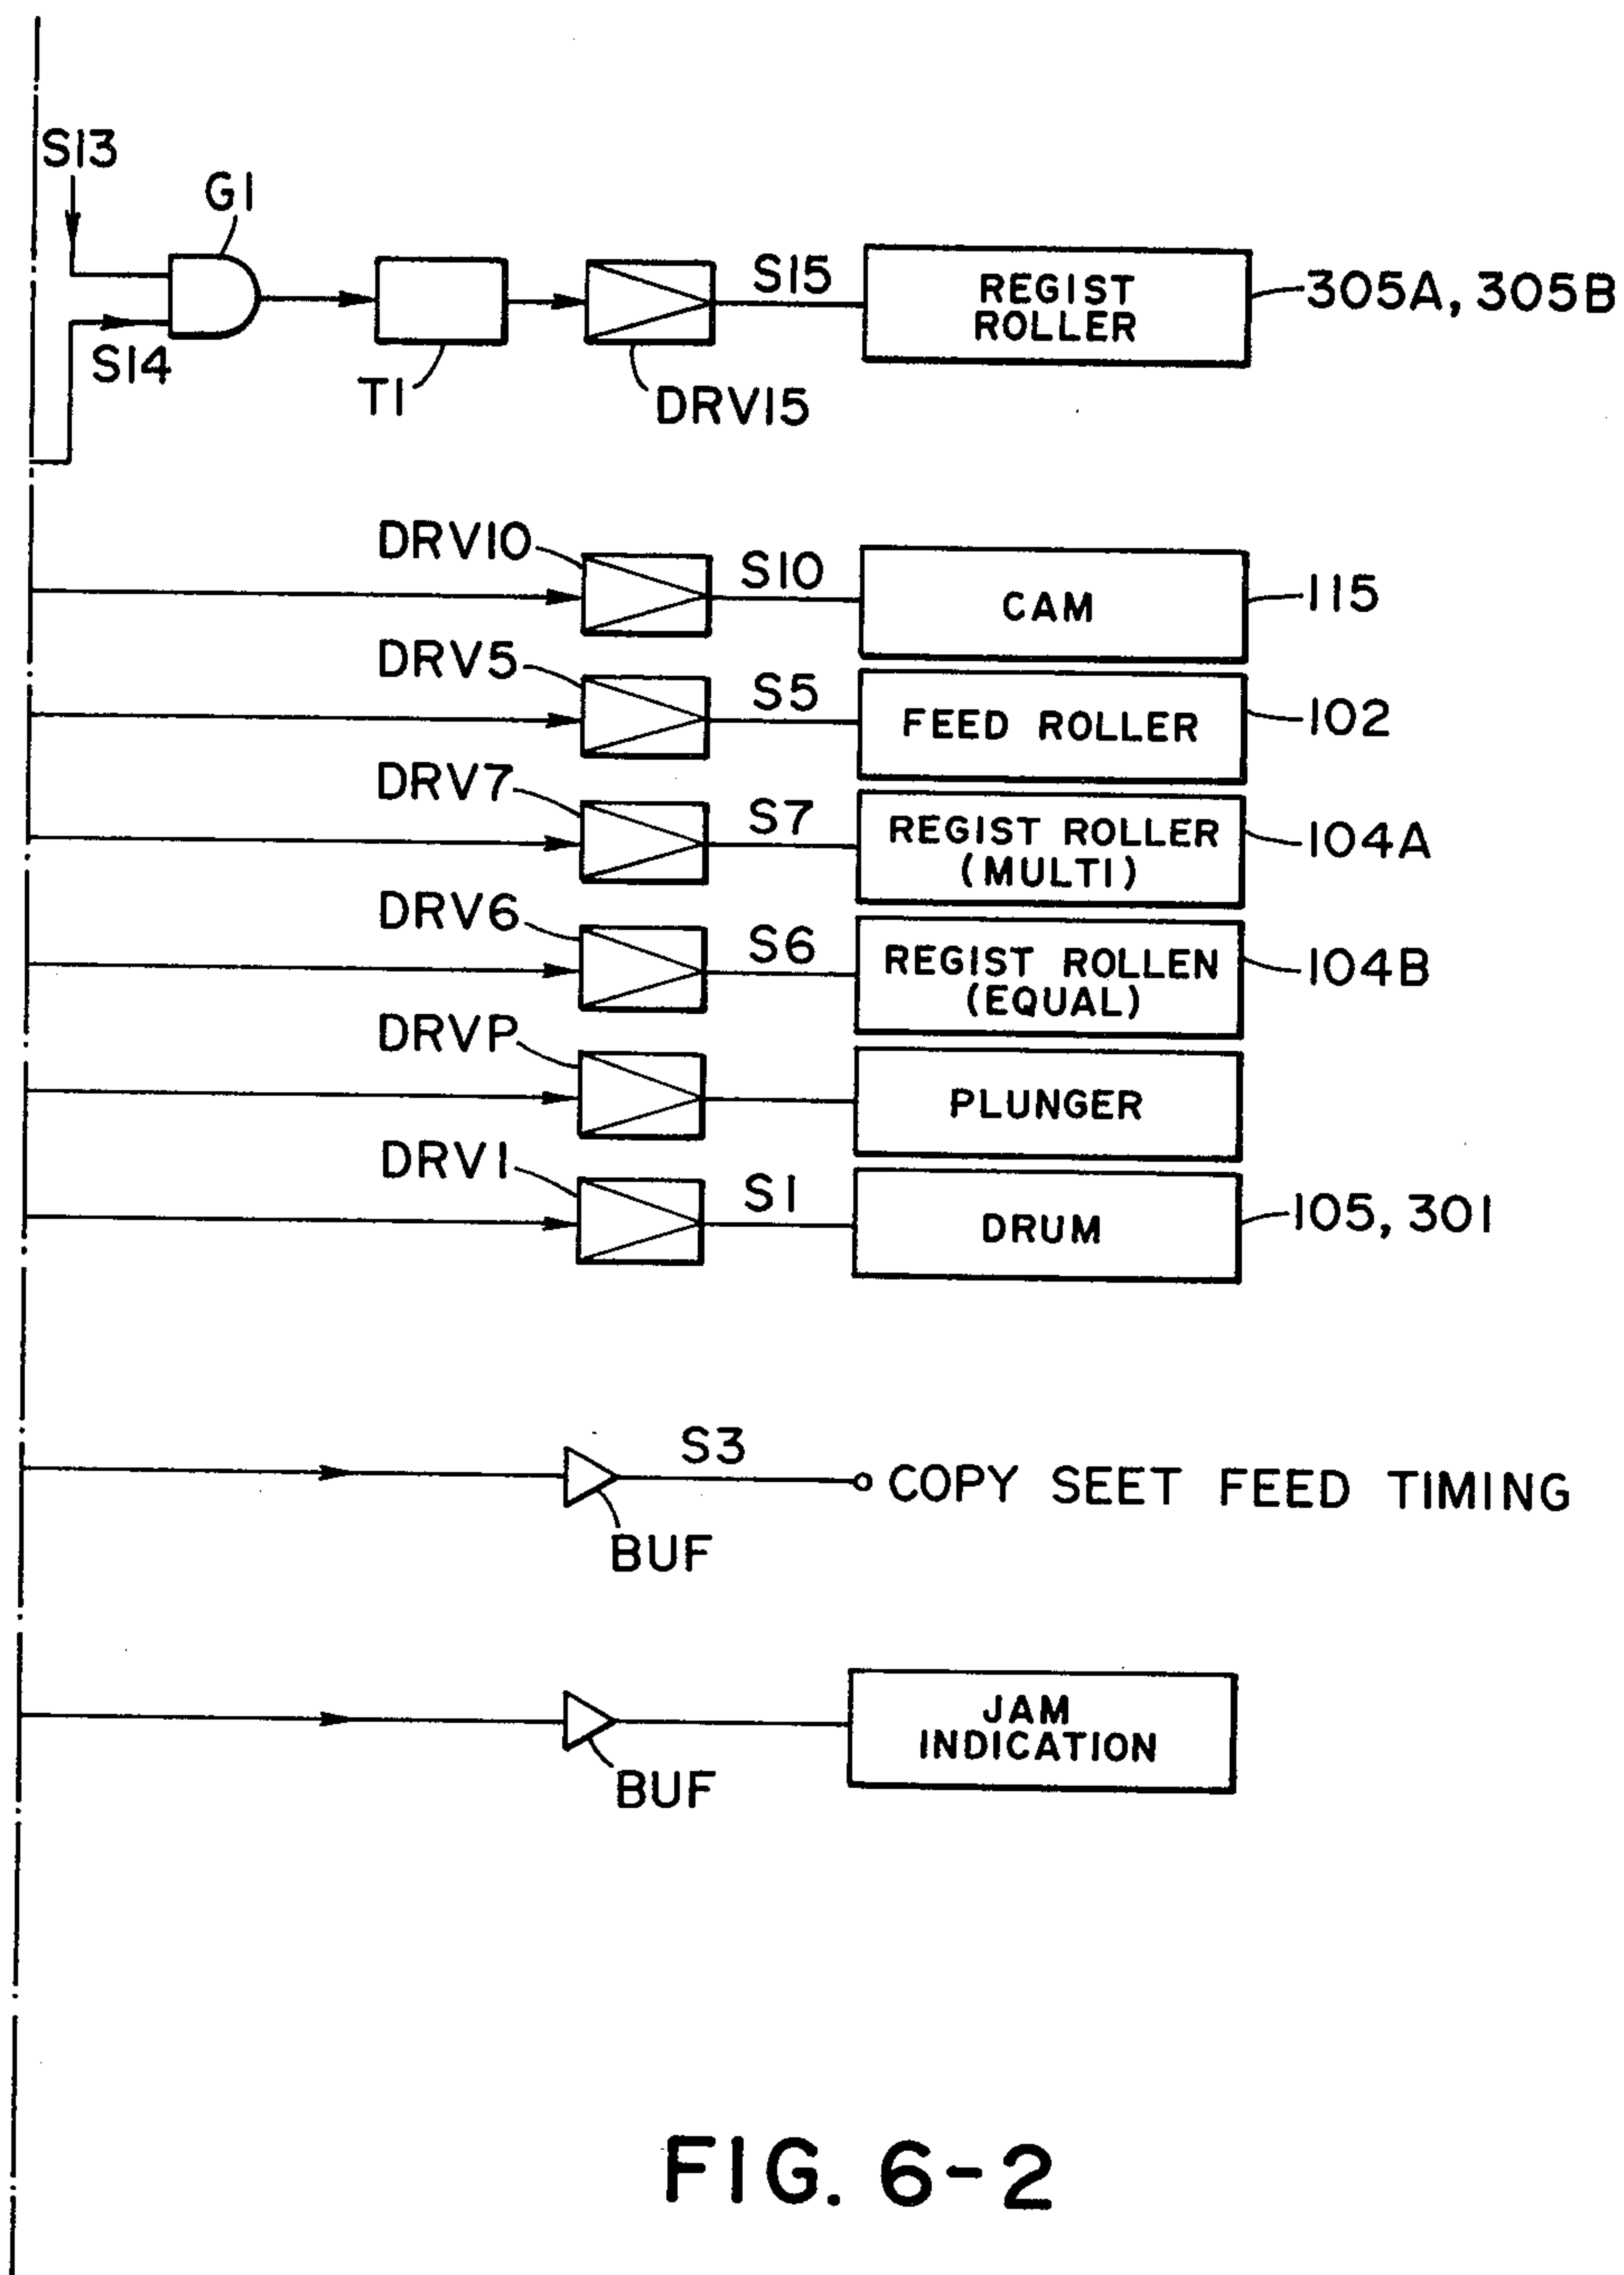 S13
G1
S14
T1
DRV15
S15
REGIST
ROLLER
305A, 305B
DRV10
S10
CAM
115
DRV5
S5
FEED ROLLER
102
DRV7
S7
REGIST ROLLER
(MULTI)
104A
DRV6
S6
REGIST ROLLEN
(EQUAL)
104B
DRVP
PLUNGER
DRV1
S1
DRUM
105, 301
S3
BUF
COPY SEET FEED TIMING
BUF
JAM
INDICATION
FIG. 6-2